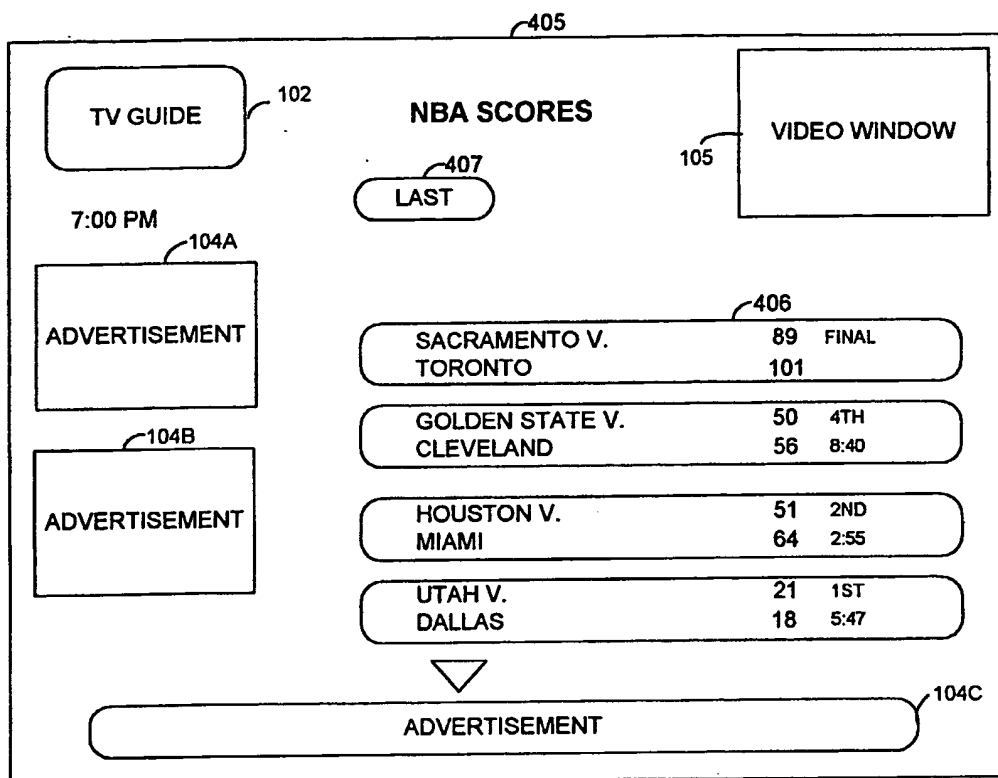 405
TV GUIDE
102
NBA SCORES
VIDEO WINDOW
105
407
LAST
7:00 PM
104A
ADVERTISEMENT
104B
ADVERTISEMENT
406
SACRAMENTO V. 89 FINAL
TORONTO 101
GOLDEN STATE V. 50 4TH
CLEVELAND 56 8:40
HOUSTON V. 51 2ND
MIAMI 64 2:55
UTAH V. 21 1ST
DALLAS 18 5:47
104C
ADVERTISEMENT